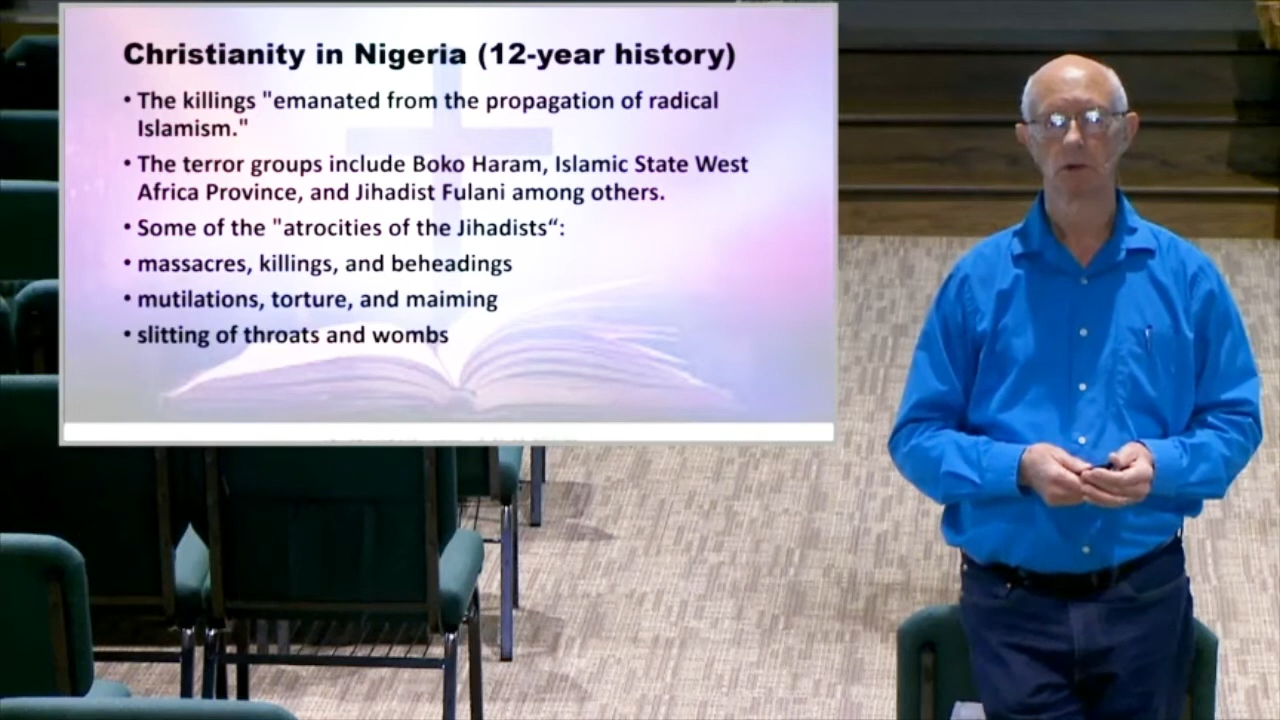 Christianity in Nigeria (12-year history)
• The killings "emanated from the propagation of radical
Islamism."
• The terror groups include Boko Haram, Islamic State West
Africa Province, and Jihadist Fulani among others.
• Some of the "atrocities of the Jihadists“:
• massacres, killings, and beheadings
• mutilations, torture, and maiming
• slitting of throats and wombs